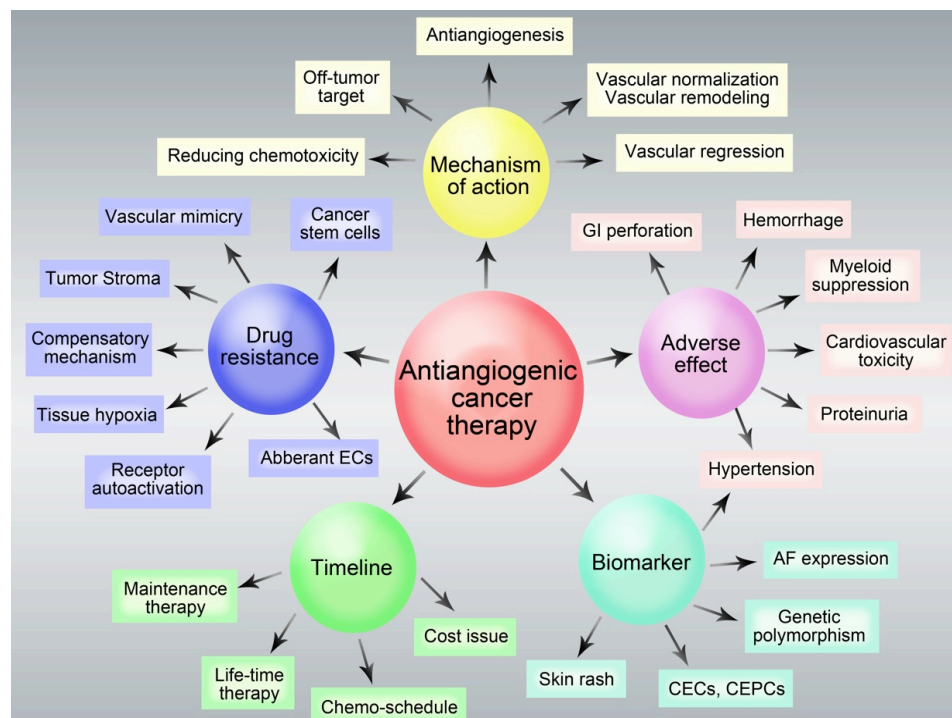 Antiangiogenesis
Off-tumor
target
Vascular normalization
Vascular remodeling
Reducing chemotoxicity
Mechanism
of action
Vascular regression
Vascular mimicry
Cancer
stem cells
Tumor Stroma
Compensatory
mechanism
Drug
resistance
Tissue hypoxia
Receptor
autoactivation
Abberant ECs
Antiangiogenic
cancer
therapy
GI perforation
Hemorrhage
Myeloid
suppression
Adverse
effect
Cardiovascular
toxicity
Proteinuria
Hypertension
Timeline
Maintenance
therapy
Life-time
therapy
Chemo-schedule
Cost issue
Biomarker
AF expression
Genetic
polymorphism
Skin rash
CECs, CEPCs